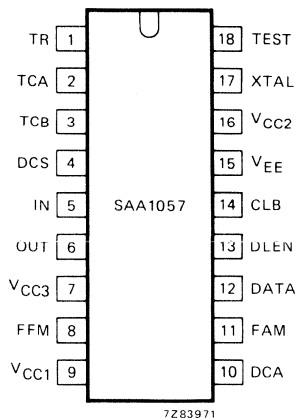 TR 1 18 TEST
TCA 2 17 XTAL
TCB 3 16 VCC2
DCS 4 15 VEE
IN 5 SAA1057 14 CLB
OUT 6 13 DLEN
VCC3 7 12 DATA
FFM 8 11 FAM
VCC1 9 10 DCA
7Z83971